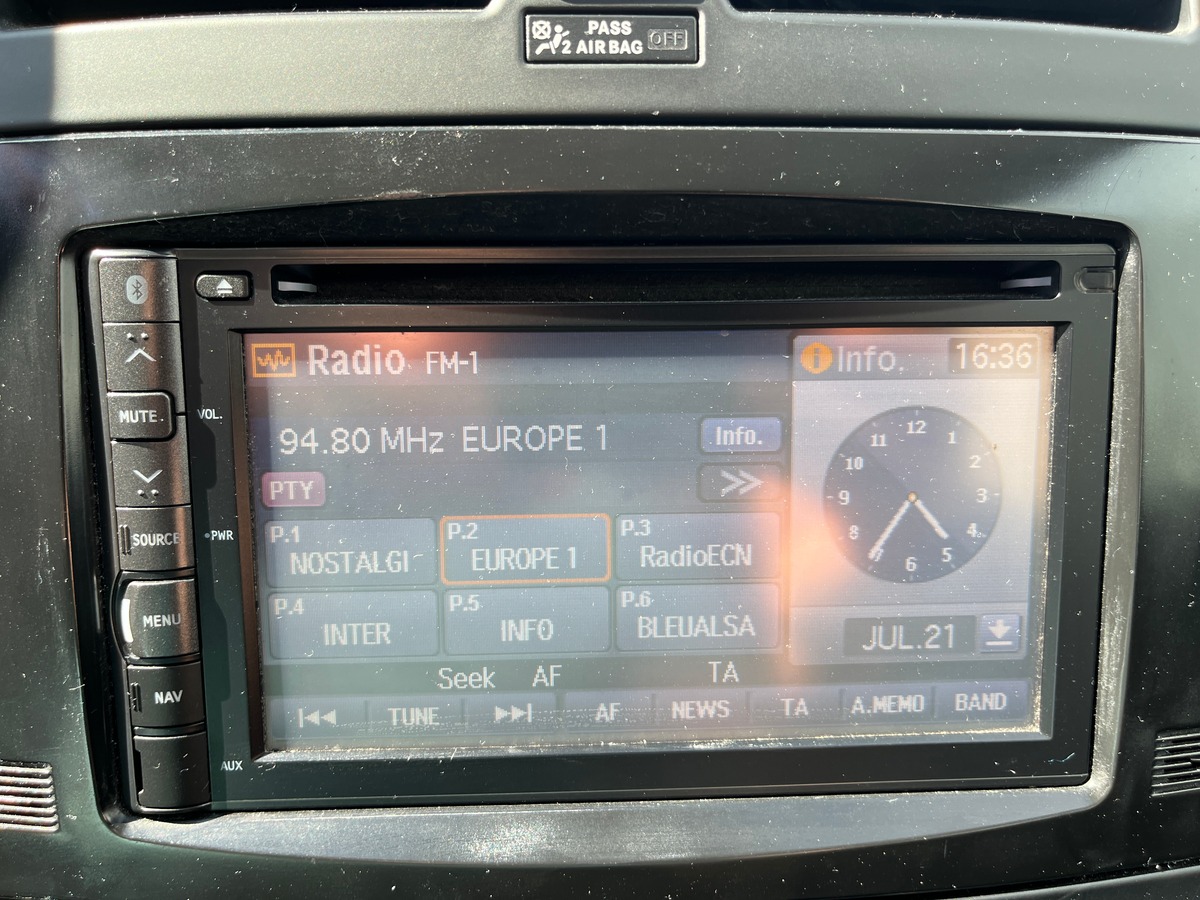 PASS
2 AIR BAG OFF
Radio FM-1
Info. 16:36
94.80 MHz EUROPE 1 Info.
PTY
P.1 NOSTALGI
P.2 EUROPE 1
P.3 RadioECN
P.4 INTER
P.5 INFO
P.6 BLEUALSA
Seek AF TA
TUNE AF NEWS TA A.MEMO BAND
12
1
2
3
4
5
6
7
8
9
10
11
JUL.21
MUTE
VOL.
SOURCE
PWR
MENU
NAV
AUX